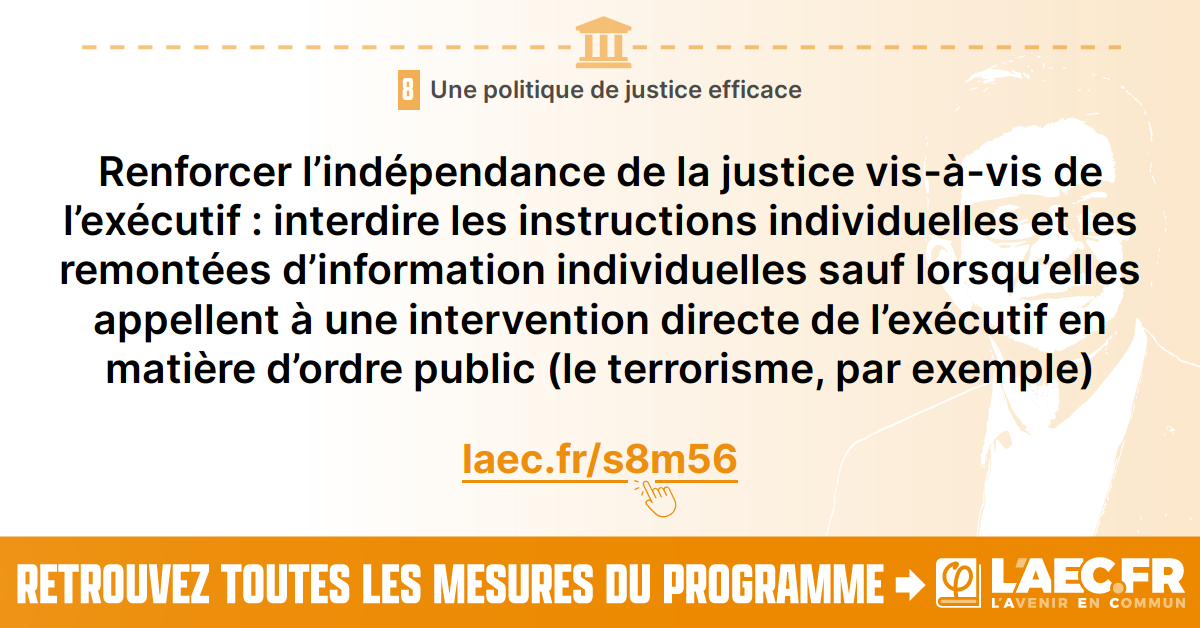 8 Une politique de justice efficace
Renforcer l’indépendance de la justice vis-à-vis de
l’exécutif : interdire les instructions individuelles et les
remontées d’information individuelles sauf lorsqu’elles
appellent à une intervention directe de l’exécutif en
matière d’ordre public (le terrorisme, par exemple)
laec.fr/s8m56
RETROUVEZ TOUTES LES MESURES DU PROGRAMME
φ L’AEC.FR
L’AVENIR EN COMMUN